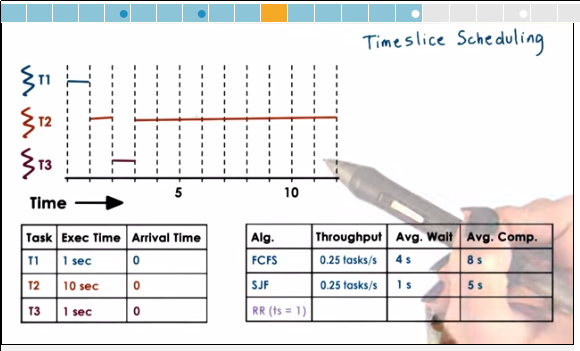 Timeslice Scheduling
T1
T2
T3
5 10
Time
Task Exec Time Arrival Time
T1 1 sec 0
T2 10 sec 0
T3 1 sec 0
Alg. Throughput Avg. Wait Avg. Comp.
FCFS 0.25 tasks/s 4 s 8 s
SJF 0.25 tasks/s 1 s 5 s
RR (ts = 1)